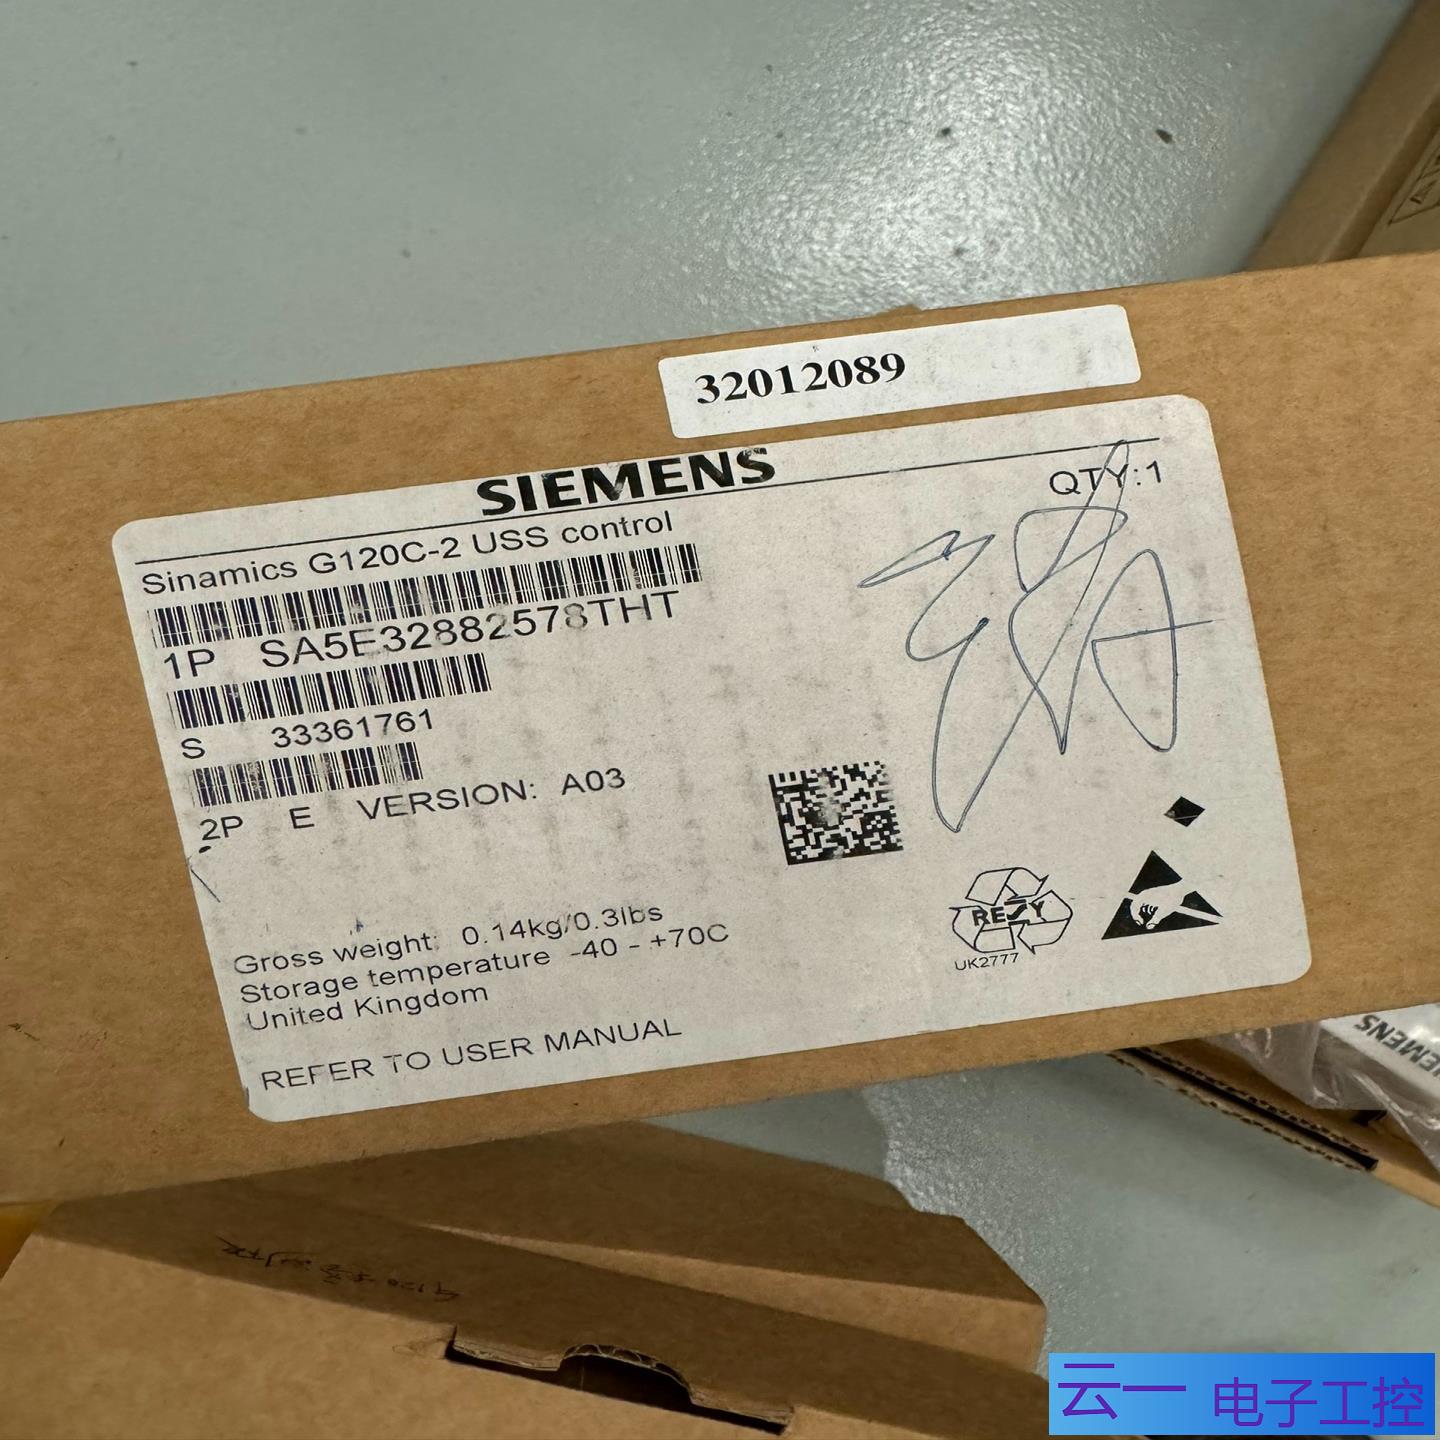 32012089
SIEMENS
QTY:1
Sinamics G120C-2 USS control
1P SA5E32882578THT
S 33361761
2P E VERSION: A03
RESY
UK2777
Gross weight: 0.14kg/0.3lbs
Storage temperature -40 - +70C
United Kingdom
REFER TO USER MANUAL
SIEMENS
云一 电子工控